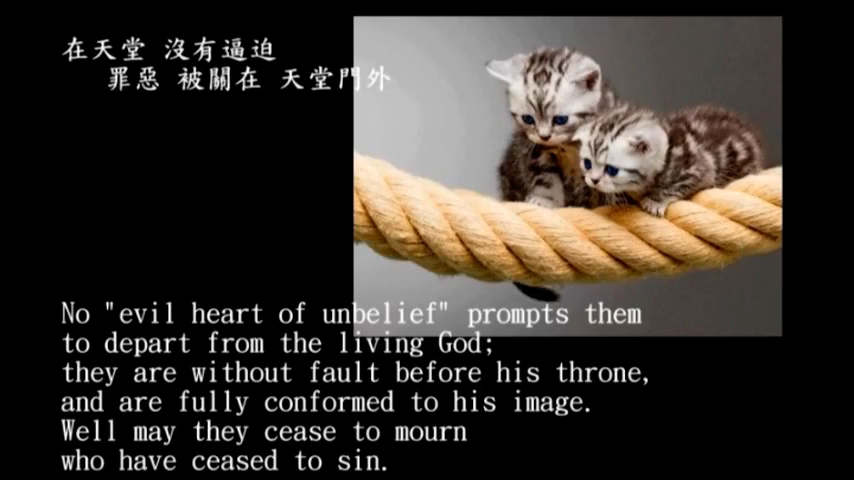 在天堂 沒有逼迫
罪惡 被關在 天堂門外
No "evil heart of unbelief" prompts them
to depart from the living God;
they are without fault before his throne,
and are fully conformed to his image.
Well may they cease to mourn
who have ceased to sin.